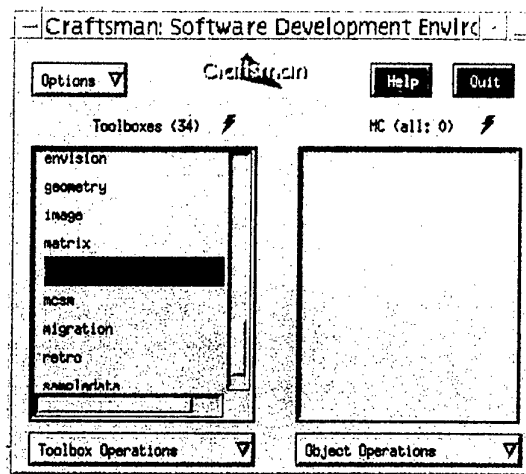 Craftsman: Software Development Enviro
Options
Craftsman
Help
Quit
Toolboxes (34)
MC (all: 0)
envision
geometry
image
matrix
mcsm
migration
retro
sampledata
Toolbox Operations
Object Operations